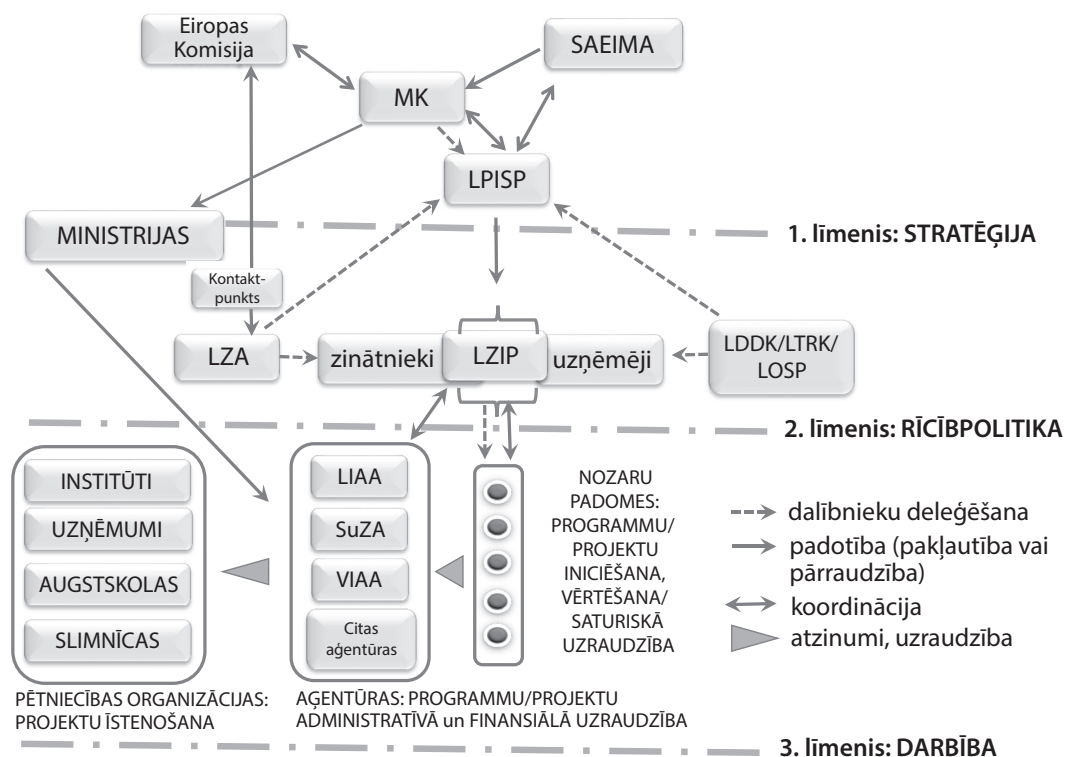 Eiropas
Komisija
SAEIMA
MK
LPISP
MINISTRIJAS
1. līmenis: STRATĒĢIJA
Kontakt-
punkts
LZA
zinātnieki
LZIP
uzņēmēji
LDDK/LTRK/
LOSP
2. līmenis: RĪCĪBPOLITIKA
INSTITŪTI
UZŅĒMUMI
AUGSTSKOLAS
SLIMNĪCAS
LIAA
SuZA
VIAA
Citas
aģentūras
NOZARU
PADOMES:
PROGRAMMU/
PROJEKTU
INICIĒŠANA,
VĒRTĒŠANA/
SATURISKĀ
UZRAUDZĪBA
dalībnieku deleģēšana
padotība (pakļautība vai
pārraudzība)
koordinācija
atzinumi, uzraudzība
PĒTNIECĪBAS ORGANIZĀCIJAS:
PROJEKTU ĪSTENOŠANA
AĢENTŪRAS: PROGRAMMU/PROJEKTU
ADMINISTRATĪVĀ un FINANSIĀLĀ UZRAUDZĪBA
3. līmenis: DARBĪBA